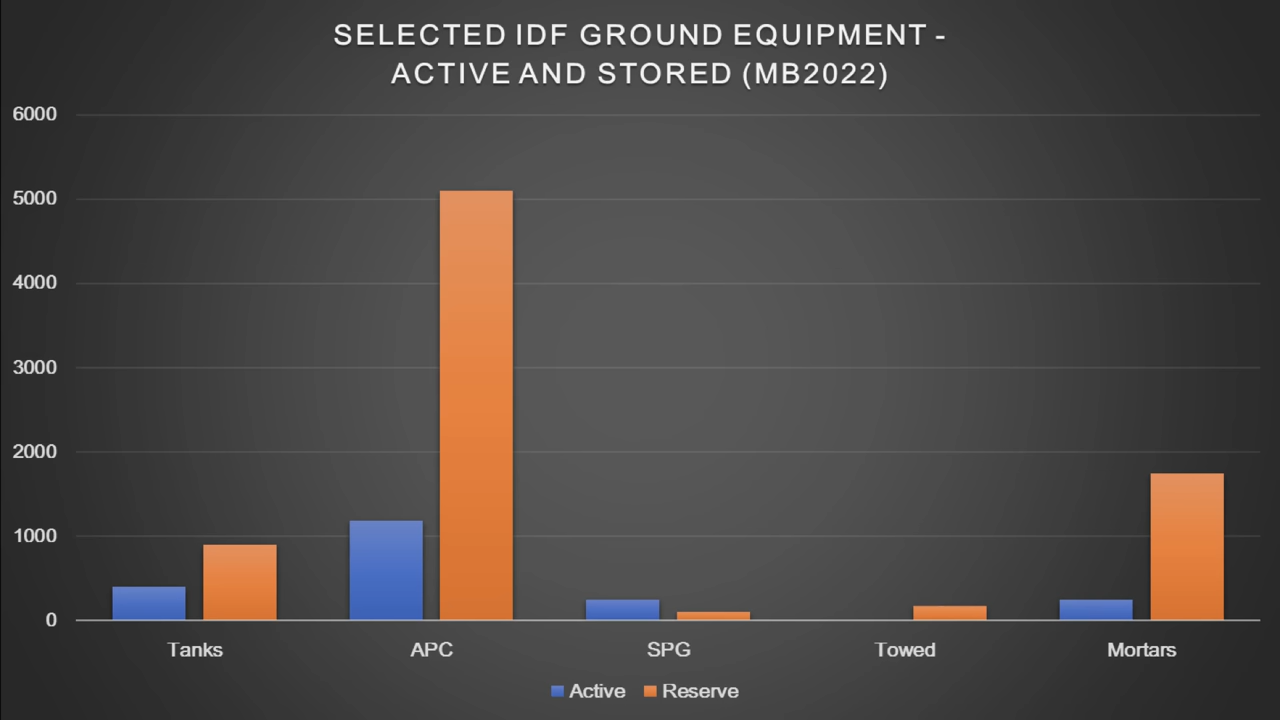 SELECTED IDF GROUND EQUIPMENT -
ACTIVE AND STORED (MB2022)
6000
5000
4000
3000
2000
1000
0
Tanks APC SPG Towed Mortars
Active Reserve